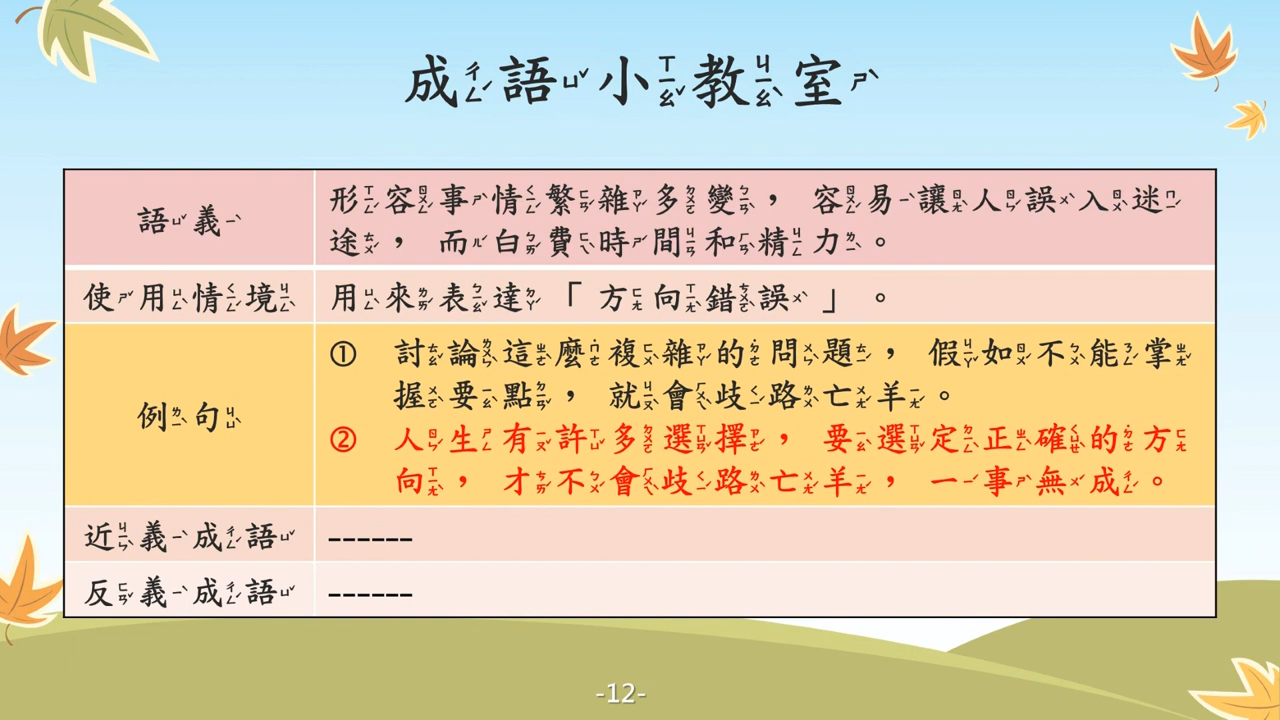 成語小教室
語義
形容事情繁雜多變，容易讓人誤入迷
途，而白費時間和精力。
使用情境
用來表達「方向錯誤」。
例句
① 討論這麼複雜的問題，假如不能掌
握要點，就會歧路亡羊。
② 人生有許多選擇，要選定正確的方
向，才不會歧路亡羊，一事無成。
近義成語
------
反義成語
------
-12-